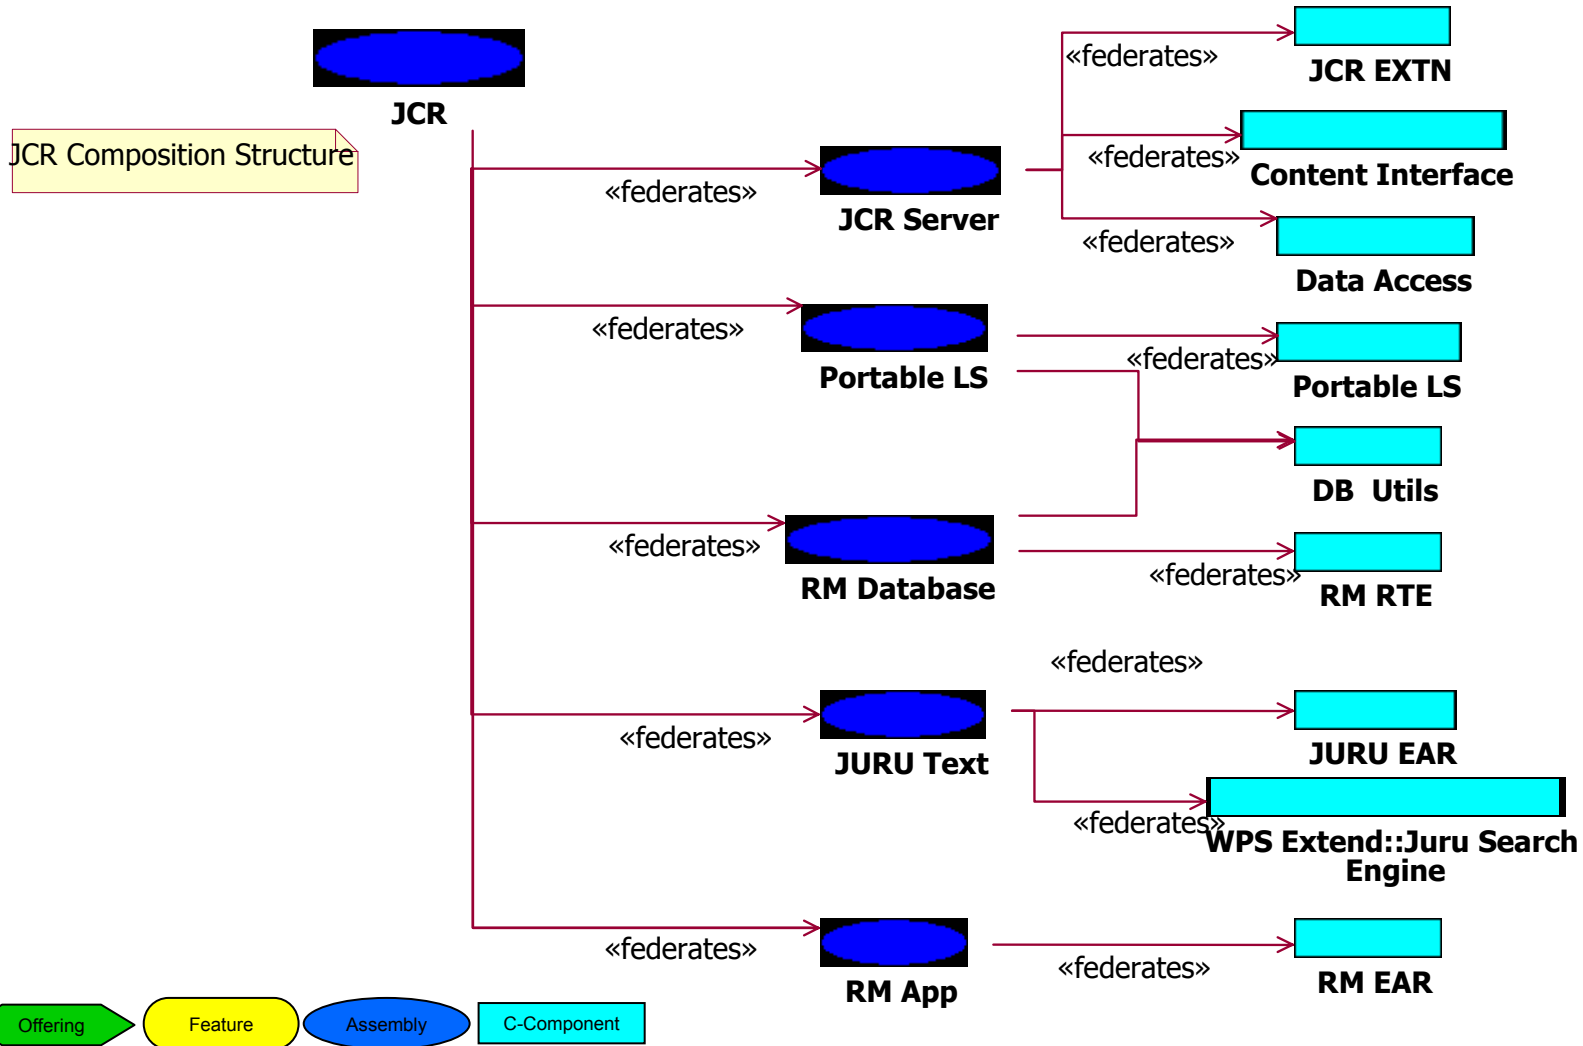 JCR
JCR Composition Structure
«federates»
JCR EXTN
«federates»
Content Interface
«federates»
JCR Server
«federates»
Data Access
«federates»
Portable LS
«federates»
Portable LS
DB  Utils
«federates»
RM Database
«federates»
RM RTE
«federates»
JURU EAR
«federates»
JURU Text
«federates»
WPS Extend::Juru Search
Engine
«federates»
RM App
«federates»
RM EAR
Offering
Feature
Assembly
C-Component